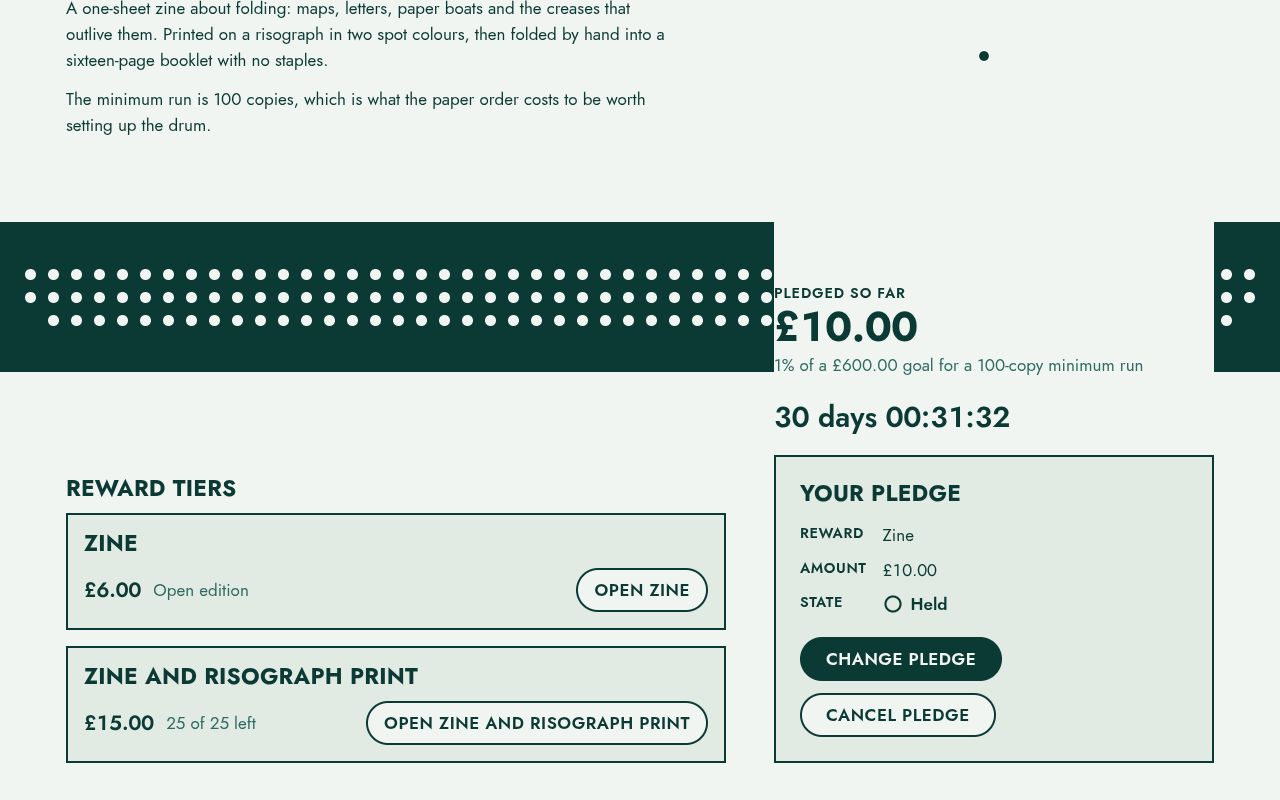 A one-sheet zine about folding: maps, letters, paper boats and the creases that
outlive them. Printed on a risograph in two spot colours, then folded by hand into a
sixteen-page booklet with no staples.
The minimum run is 100 copies, which is what the paper order costs to be worth
setting up the drum.
PLEDGED SO FAR
£10.00
1% of a £600.00 goal for a 100-copy minimum run
30 days 00:31:32
REWARD TIERS
ZINE
£6.00 Open edition
OPEN ZINE
ZINE AND RISOGRAPH PRINT
£15.00 25 of 25 left
OPEN ZINE AND RISOGRAPH PRINT
YOUR PLEDGE
REWARD Zine
AMOUNT £10.00
STATE Held
CHANGE PLEDGE
CANCEL PLEDGE